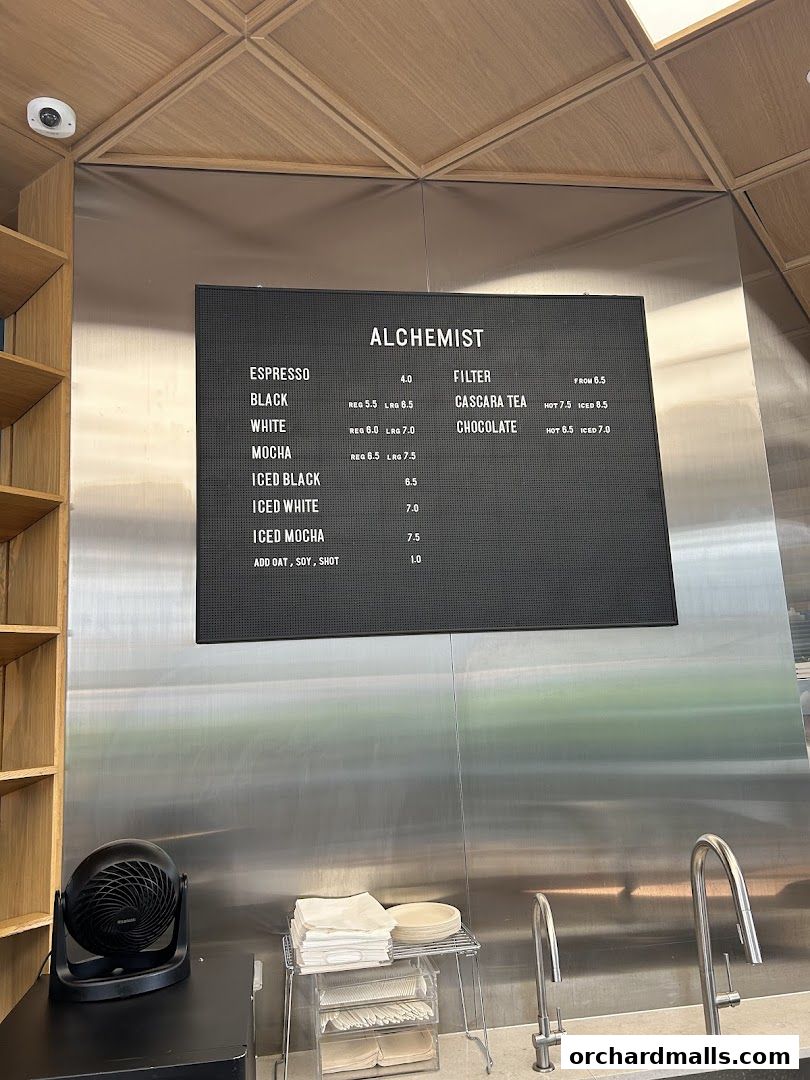 ALCHEMIST
ESPRESSO 4.0
BLACK REG 5.5 LRG 6.5
WHITE REG 6.0 LRG 7.0
MOCHA REG 6.5 LRG 7.5
ICED BLACK 6.5
ICED WHITE 7.0
ICED MOCHA 7.5
ADD OAT , SOY , SHOT 1.0
FILTER FROM 6.5
CASCARA TEA HOT 7.5 ICED 8.5
CHOCOLATE HOT 6.5 ICED 7.0
orchardmalls.com